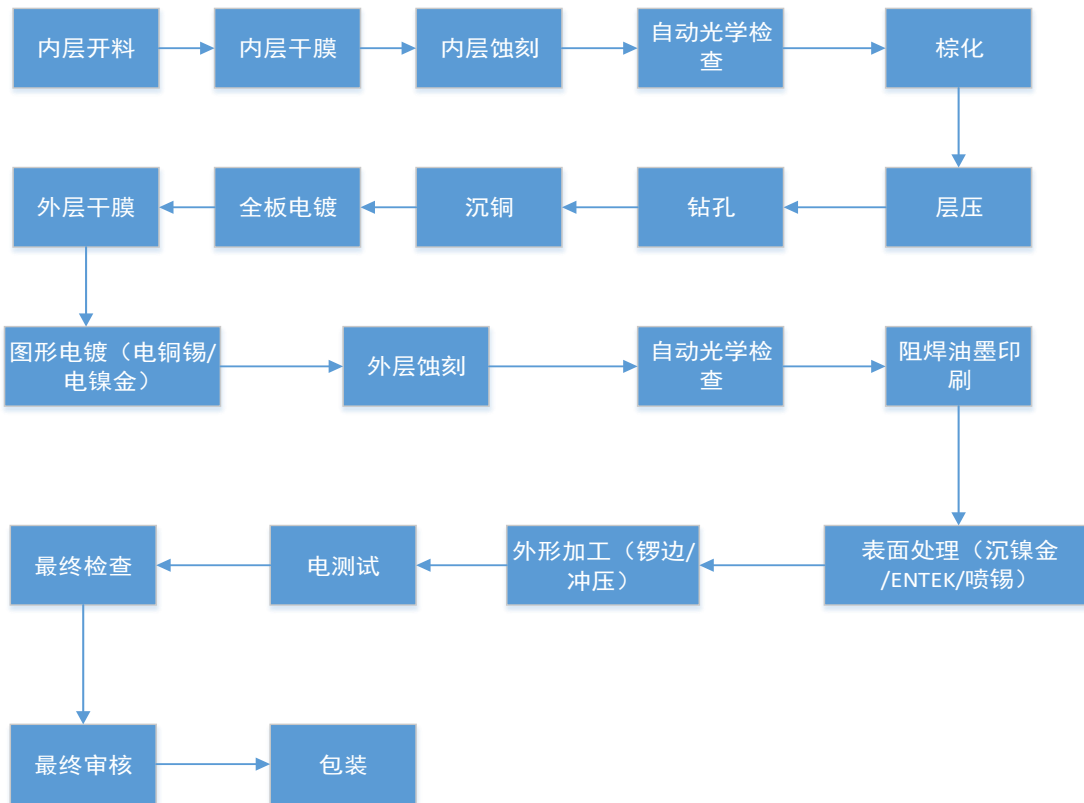 内层开料
内层干膜
内层蚀刻
自动光学检
查
棕化
外层干膜
全板电镀
沉铜
钻孔
层压
图形电镀（电铜锡/
电镍金）
外层蚀刻
自动光学检
查
阻焊油墨印
刷
最终检查
电测试
外形加工（锣边/
冲压）
表面处理（沉镍金
/ENTEK/喷锡）
最终审核
包装